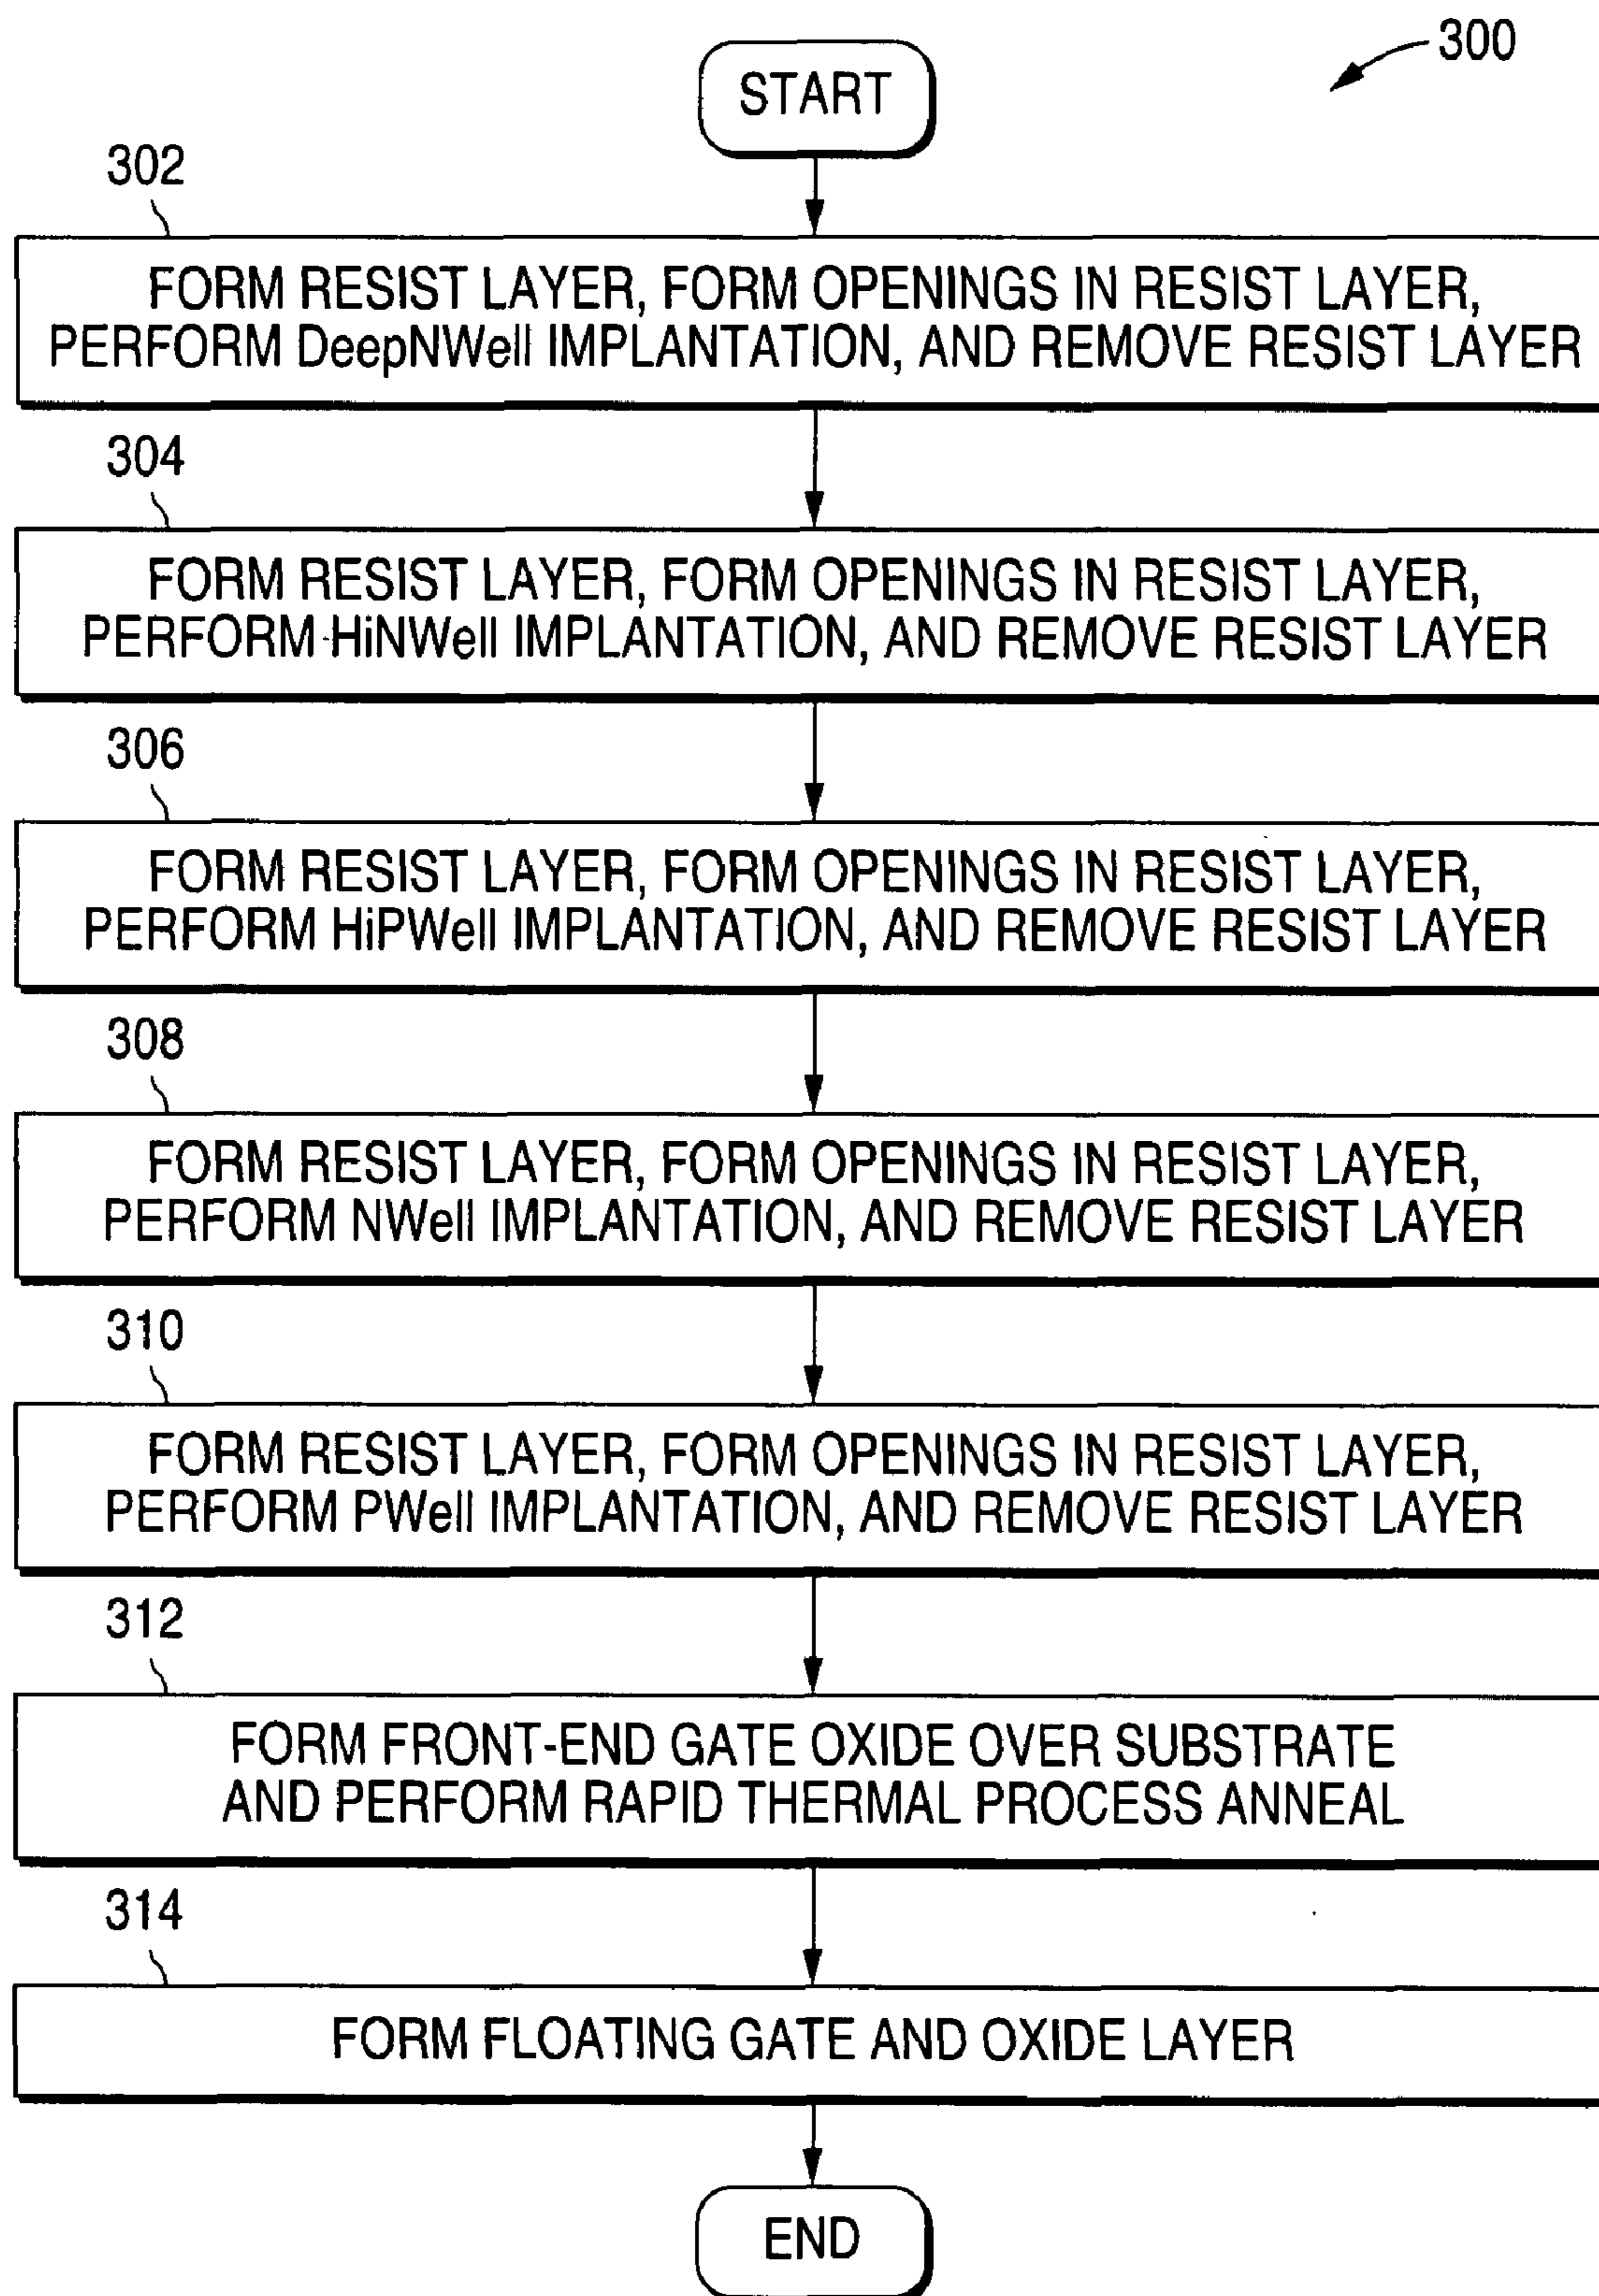 300
START
302
FORM RESIST LAYER, FORM OPENINGS IN RESIST LAYER,
PERFORM DeepNWell IMPLANTATION, AND REMOVE RESIST LAYER
304
FORM RESIST LAYER, FORM OPENINGS IN RESIST LAYER,
PERFORM HiNWell IMPLANTATION, AND REMOVE RESIST LAYER
306
FORM RESIST LAYER, FORM OPENINGS IN RESIST LAYER,
PERFORM HiPWell IMPLANTATION, AND REMOVE RESIST LAYER
308
FORM RESIST LAYER, FORM OPENINGS IN RESIST LAYER,
PERFORM NWell IMPLANTATION, AND REMOVE RESIST LAYER
310
FORM RESIST LAYER, FORM OPENINGS IN RESIST LAYER,
PERFORM PWell IMPLANTATION, AND REMOVE RESIST LAYER
312
FORM FRONT-END GATE OXIDE OVER SUBSTRATE
AND PERFORM RAPID THERMAL PROCESS ANNEAL
314
FORM FLOATING GATE AND OXIDE LAYER
END